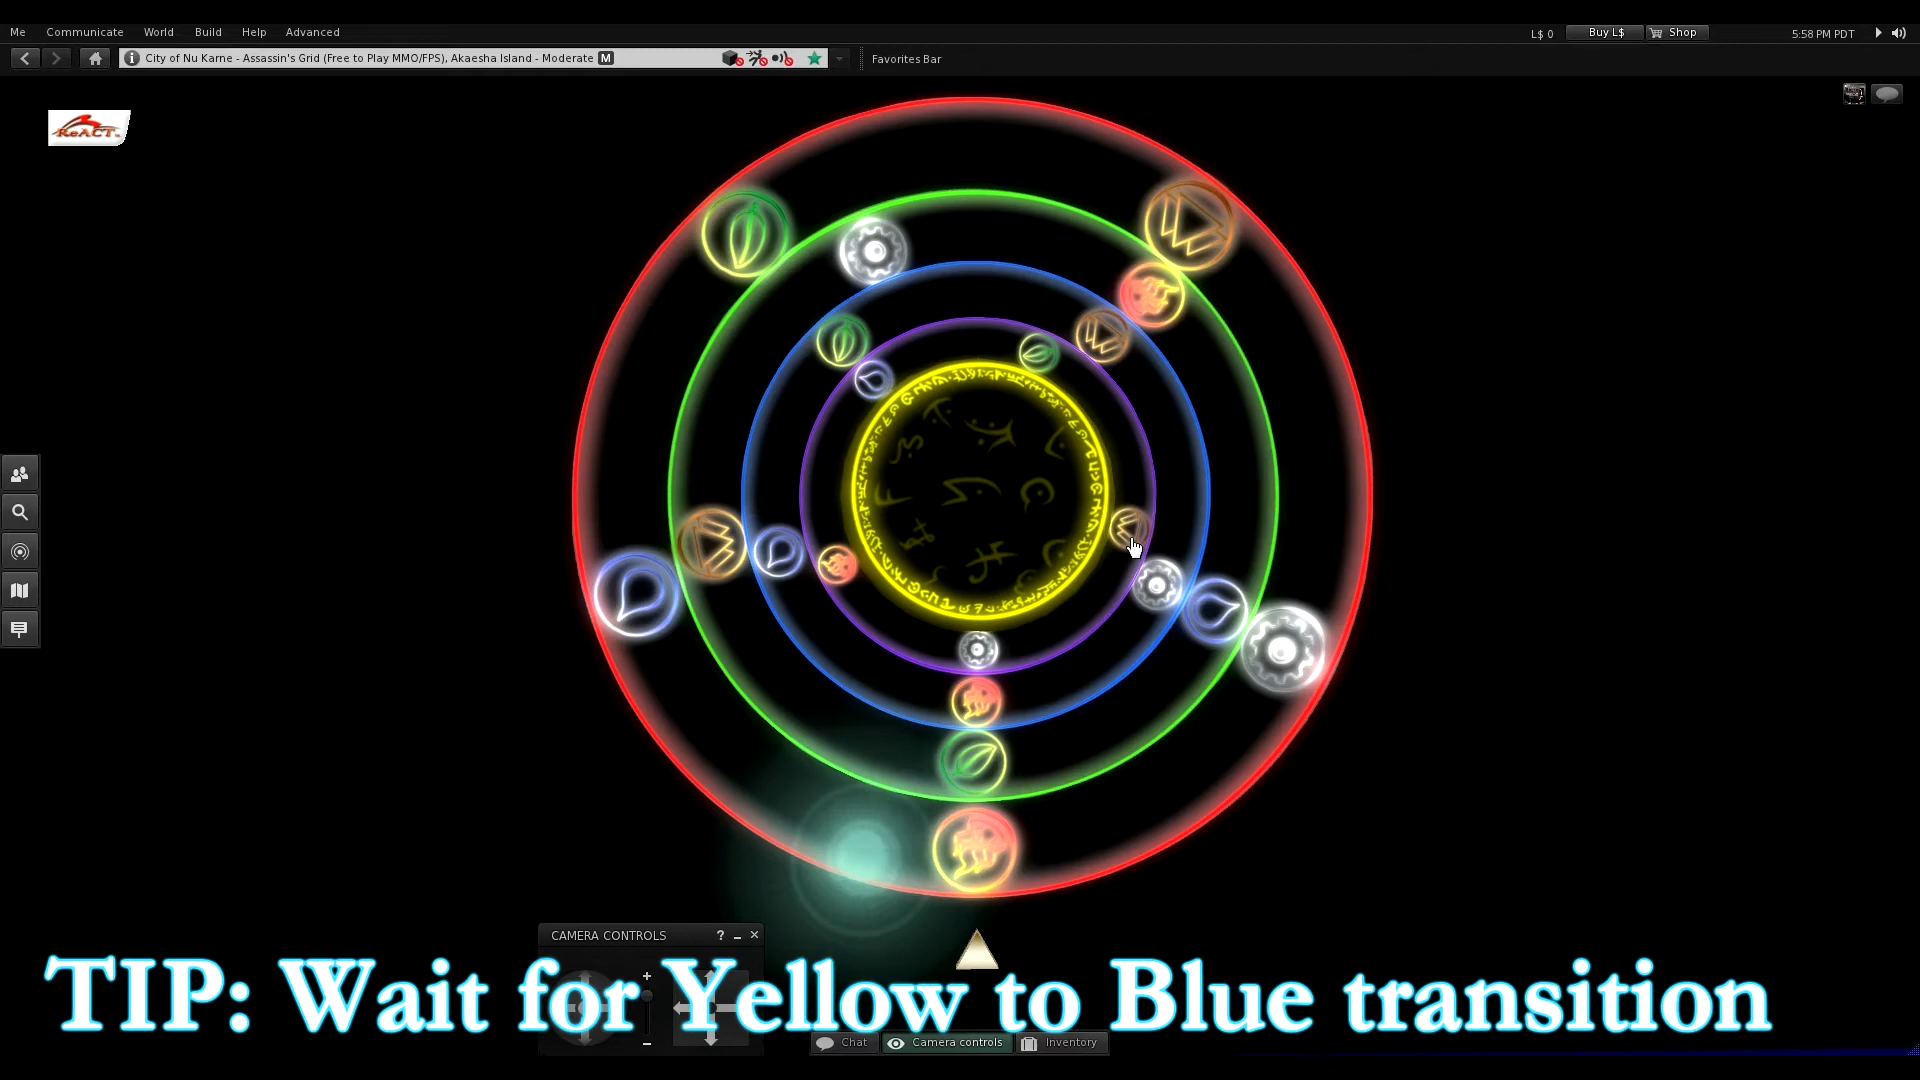 Me Communicate World Build Help Advanced
L$ 0 Buy L$ Shop 5:58 PM PDT
City of Nu Karne - Assassin's Grid (Free to Play MMO/FPS), Akaesha Island - Moderate M
Favorites Bar
ReACT
CAMERA CONTROLS ? _ ×
+
TIP: Wait for Yellow to Blue transition
−
Chat Camera controls Inventory